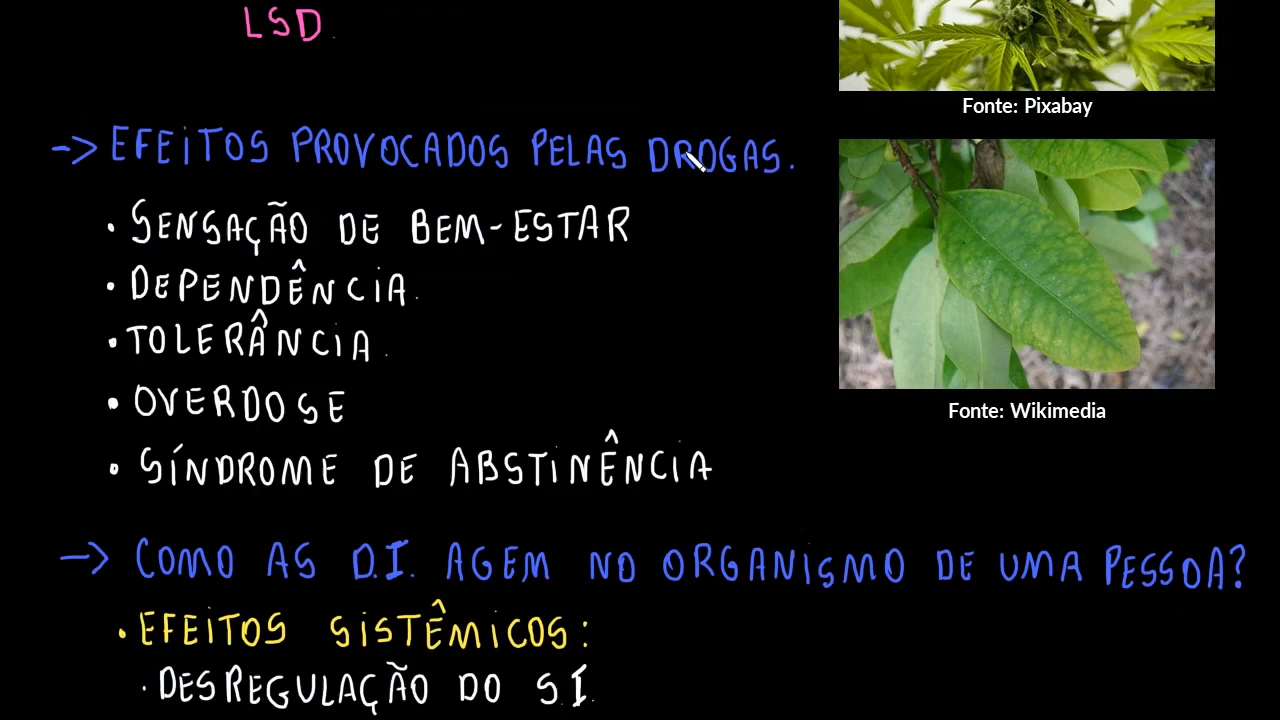 LSD.
Fonte: Pixabay
-> EFEITOS PROVOCADOS PELAS DROGAS.
• SENSAÇÃO DE BEM-ESTAR
• DEPENDÊNCIA.
• TOLERÂNCIA.
• OVERDOSE
• SÍNDROME DE ABSTINÊNCIA
Fonte: Wikimedia
-> COMO AS D.I. AGEM NO ORGANISMO DE UMA PESSOA?
• EFEITOS SISTÊMICOS:
• DESREGULAÇÃO DO S.I.